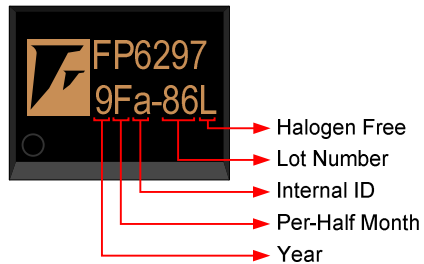 FP6297
9Fa-86L
Halogen Free
Lot Number
Internal ID
Per-Half Month
Year